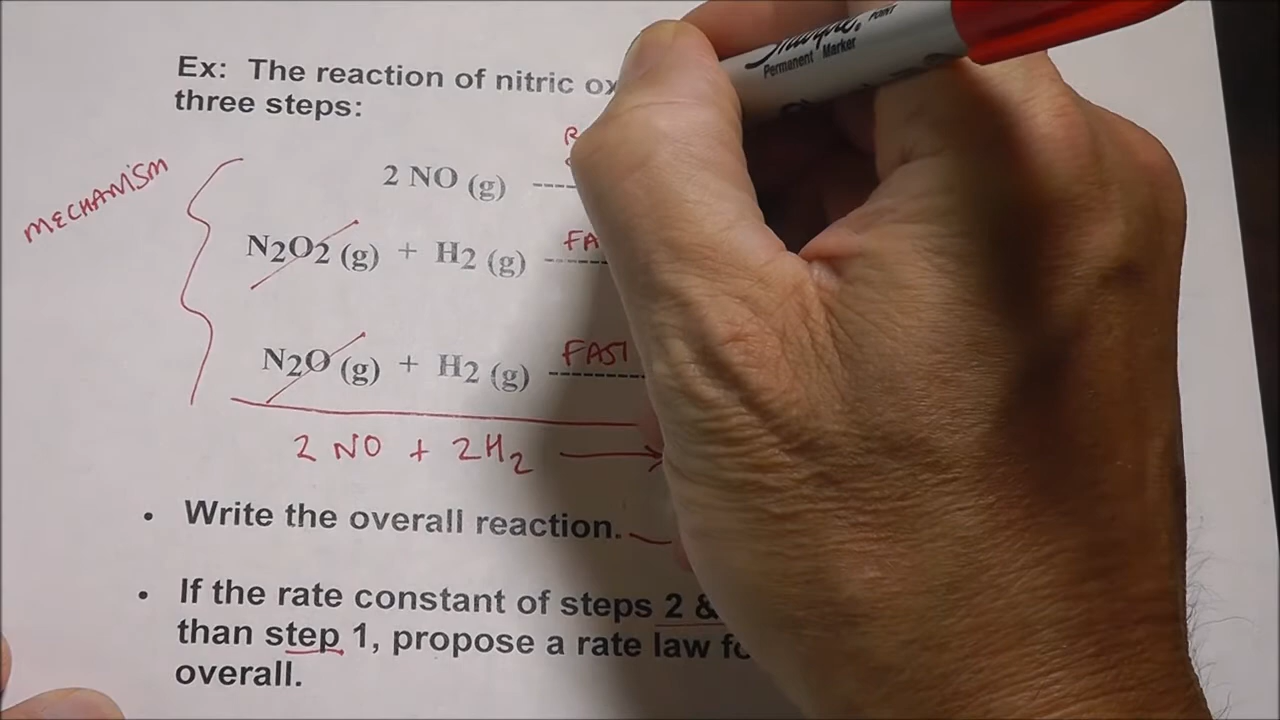 Ex: The reaction of nitric ox
three steps:
MECHANISM
2 NO (g) ----
N2O2 (g) + H2 (g) FA ----
N2O (g) + H2 (g) FAST ----
2 NO + 2H2 →
• Write the overall reaction.
• If the rate constant of steps 2 &
than step 1, propose a rate law fo
overall.
Permanent Marker
POINT